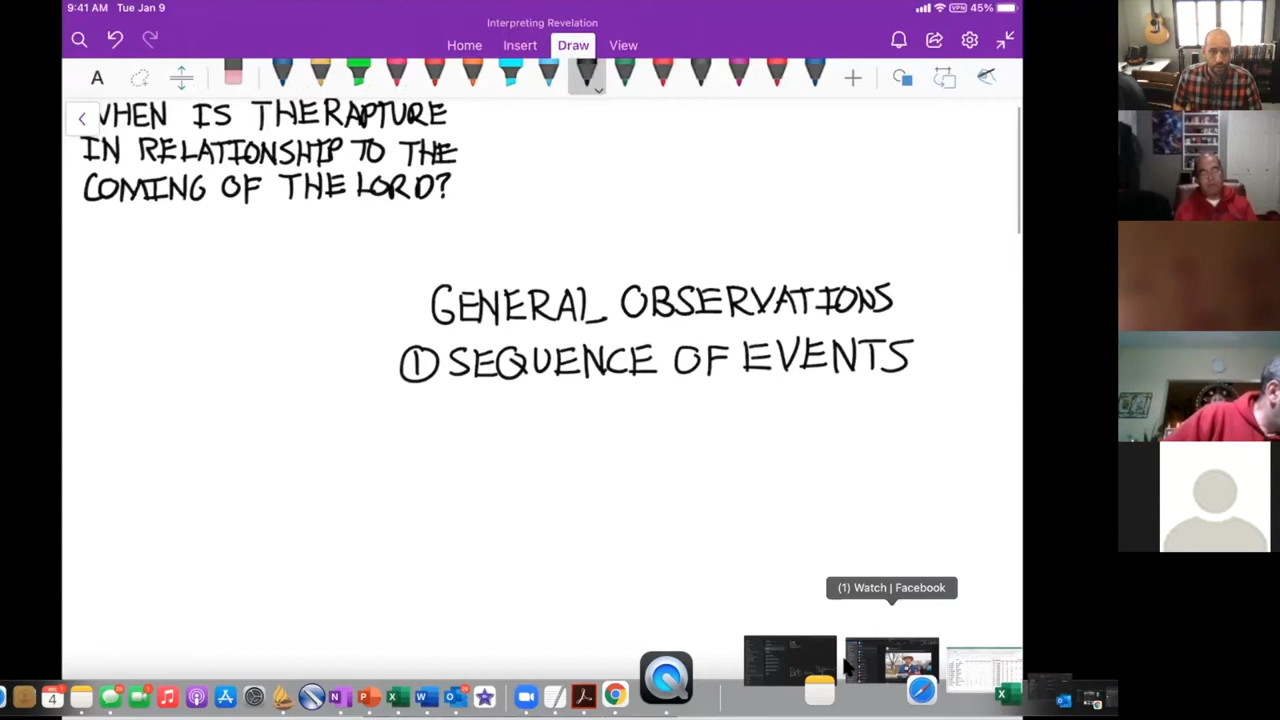 9:41 AM Tue Jan 9
VPN 45%
Interpreting Revelation
Home Insert Draw View
A
WHEN IS THE RAPTURE
IN RELATIONSHIP TO THE
COMING OF THE LORD?
GENERAL OBSERVATIONS
① SEQUENCE OF EVENTS
(1) Watch | Facebook